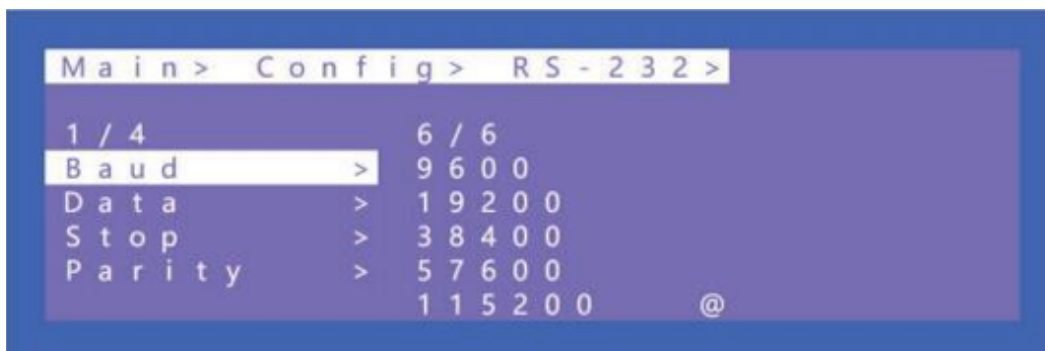 Main> Config> RS-232>
1/4 6/6
Baud > 9600
Data > 19200
Stop > 38400
Parity > 57600
115200 @